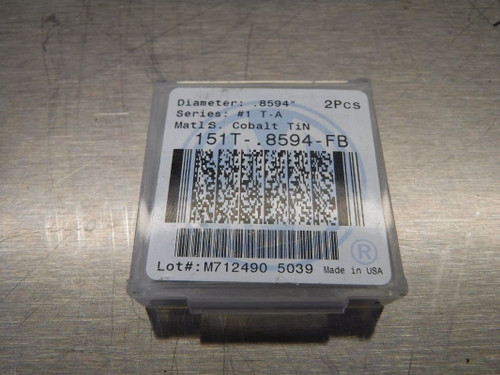 Diameter: .8594" 2Pcs
Series: #1 T-A
Matl S. Cobalt TiN
151T-.8594-FB
®
Lot#:M712490 5039 Made in USA